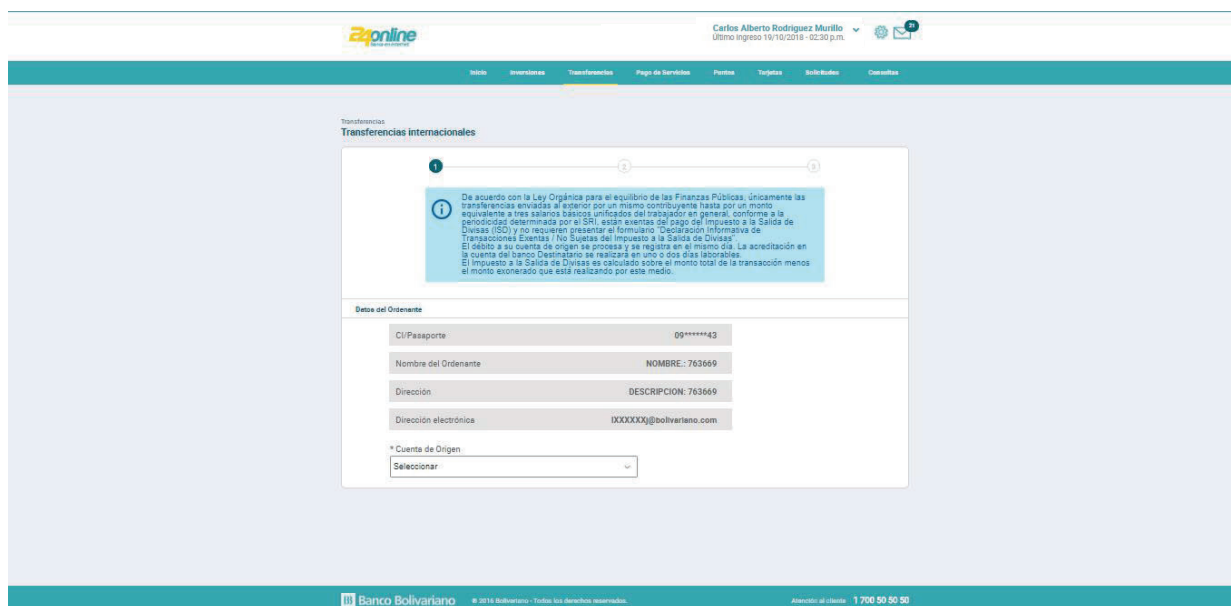 24online
banca en internet
Carlos Alberto Rodriguez Murillo
Último ingreso 19/10/2018 - 02:30 p.m.
21
Inicio Inversiones Transferencias Pago de Servicios Puntos Tarjetas Solicitudes Consultas
Transferencias
Transferencias internacionales
1 2 3
De acuerdo con la Ley Orgánica para el equilibrio de las Finanzas Públicas, únicamente las
transferencias enviadas al exterior por un mismo contribuyente hasta por un monto
equivalente a tres salarios básicos unificados del trabajador en general, conforme a la
periodicidad determinada por el SRI, están exentas del pago del Impuesto a la Salida de
Divisas (ISD) y no requieren presentar el formulario "Declaración Informativa de
Transacciones Exentas / No Sujetas del Impuesto a la Salida de Divisas".
El débito a su cuenta de origen se procesa y se registra en el mismo día. La acreditación en
la cuenta del banco Destinatario se realizará en uno o dos días laborables.
El Impuesto a la Salida de Divisas es calculado sobre el monto total de la transacción menos
el monto exonerado que está realizando por este medio.
Datos del Ordenante
CI/Pasaporte 09******43
Nombre del Ordenante NOMBRE.: 763669
Dirección DESCRIPCION: 763669
Dirección electrónica IXXXXXXj@bolivariano.com
* Cuenta de Origen
Seleccionar
Banco Bolivariano © 2016 Bolivariano - Todos los derechos reservados. Atención al cliente 1 700 50 50 50